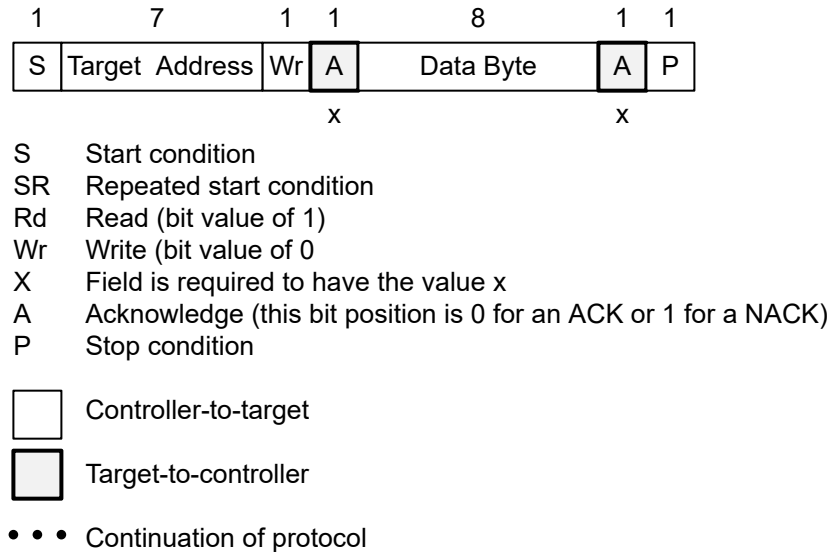 1 7 1 1 8 1 1
S Target Address Wr A Data Byte A P
x x
S Start condition
SR Repeated start condition
Rd Read (bit value of 1)
Wr Write (bit value of 0
X Field is required to have the value x
A Acknowledge (this bit position is 0 for an ACK or 1 for a NACK)
P Stop condition
Controller-to-target
Target-to-controller
• • • Continuation of protocol